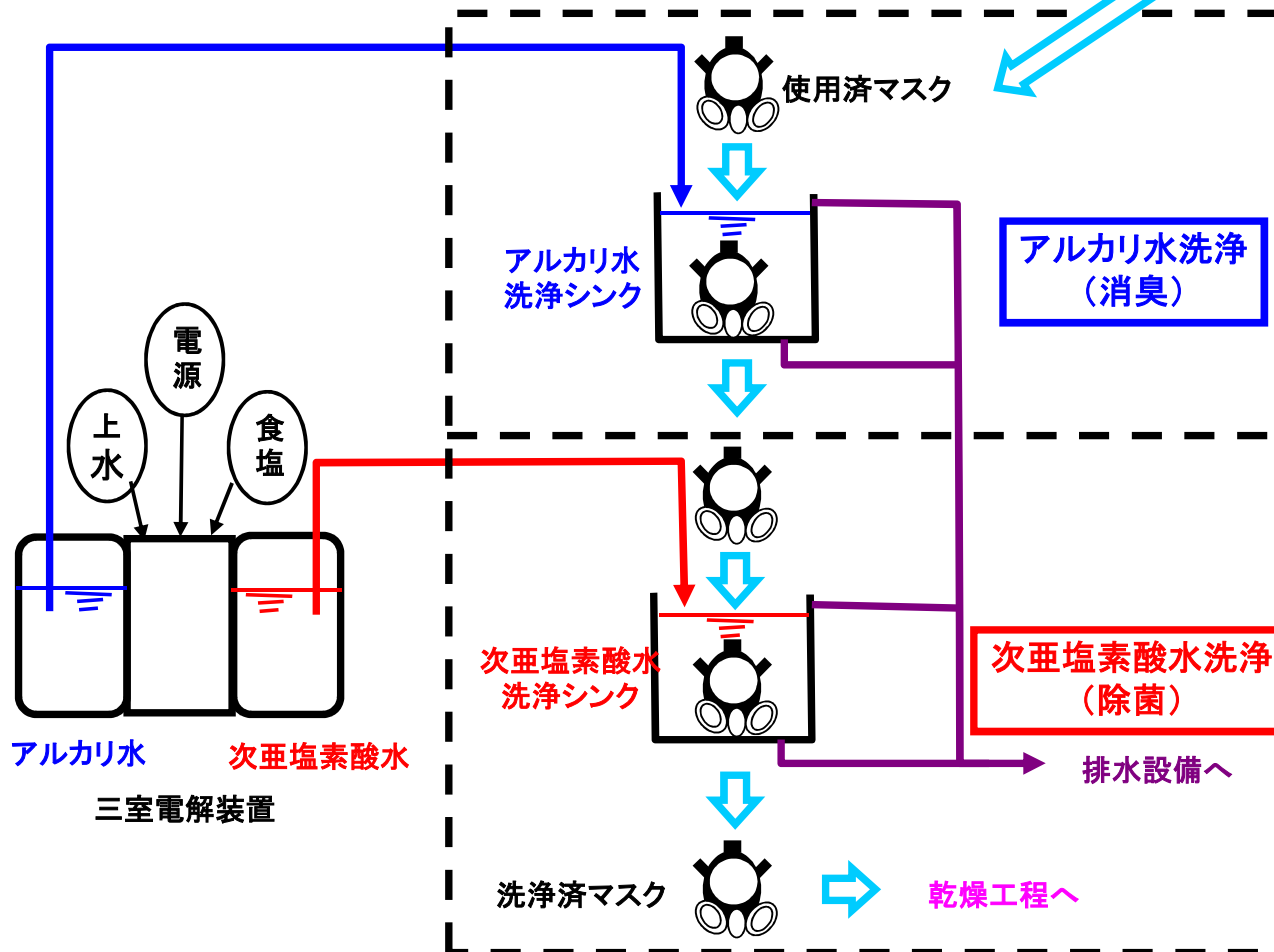 使用済マスク
アルカリ水
洗浄シンク
アルカリ水洗浄
（消臭）
電源
上水
食塩
次亜塩素酸水
洗浄シンク
次亜塩素酸水洗浄
（除菌）
アルカリ水
次亜塩素酸水
三室電解装置
排水設備へ
洗浄済マスク
乾燥工程へ